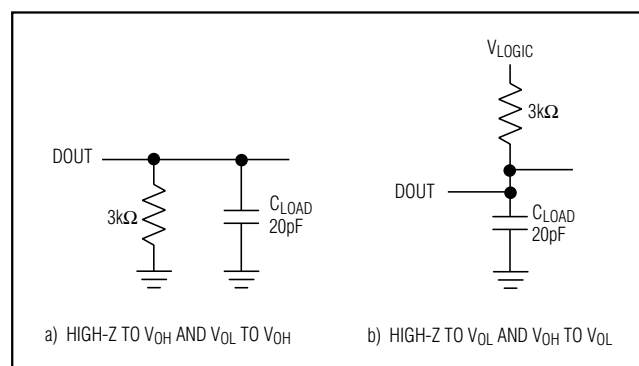 DOUT
3kΩ
CLOAD
20pF
a) HIGH-Z TO VOH AND VOL TO VOH
VLOGIC
3kΩ
DOUT
CLOAD
20pF
b) HIGH-Z TO VOL AND VOH TO VOL